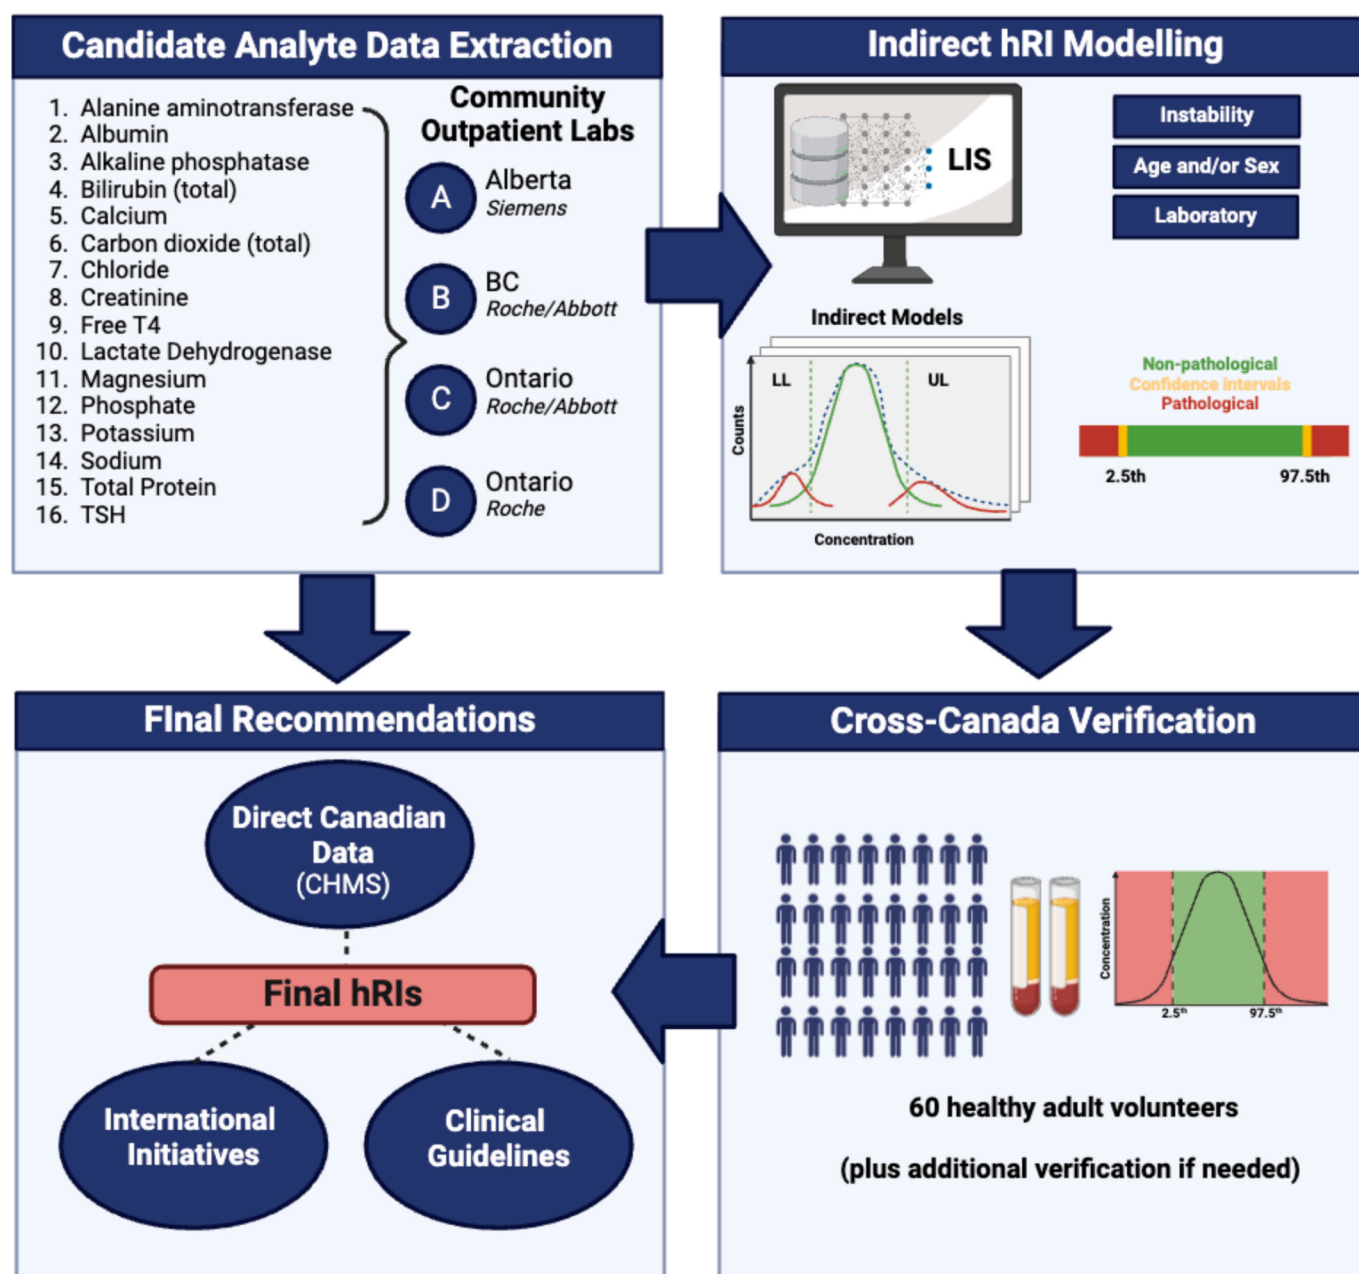 Candidate Analyte Data Extraction
1. Alanine aminotransferase
2. Albumin
3. Alkaline phosphatase
4. Bilirubin (total)
5. Calcium
6. Carbon dioxide (total)
7. Chloride
8. Creatinine
9. Free T4
10. Lactate Dehydrogenase
11. Magnesium
12. Phosphate
13. Potassium
14. Sodium
15. Total Protein
16. TSH
Community
Outpatient Labs
A
Alberta
Siemens
B
BC
Roche/Abbott
C
Ontario
Roche/Abbott
D
Ontario
Roche
Indirect hRI Modelling
LIS
Instability
Age and/or Sex
Laboratory
Indirect Models
LL
UL
Counts
Concentration
Non-pathological
Confidence intervals
Pathological
2.5th
97.5th
FInal Recommendations
Direct Canadian
Data
(CHMS)
Final hRIs
International
Initiatives
Clinical
Guidelines
Cross-Canada Verification
Concentration
2.5th
97.5th
60 healthy adult volunteers
(plus additional verification if needed)